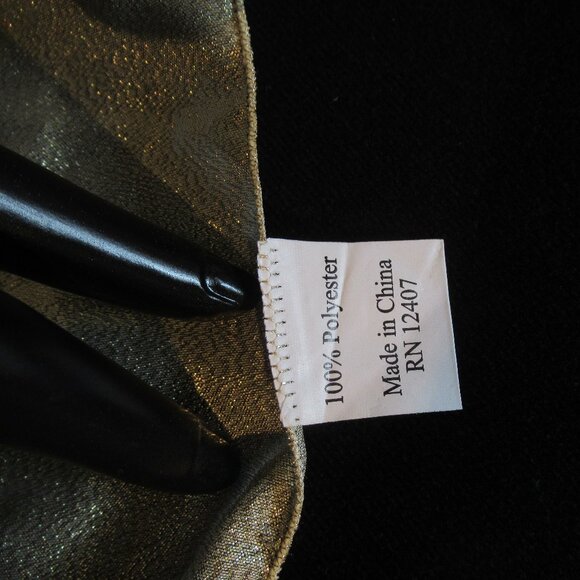 100% Polyester
Made in China
RN 12407